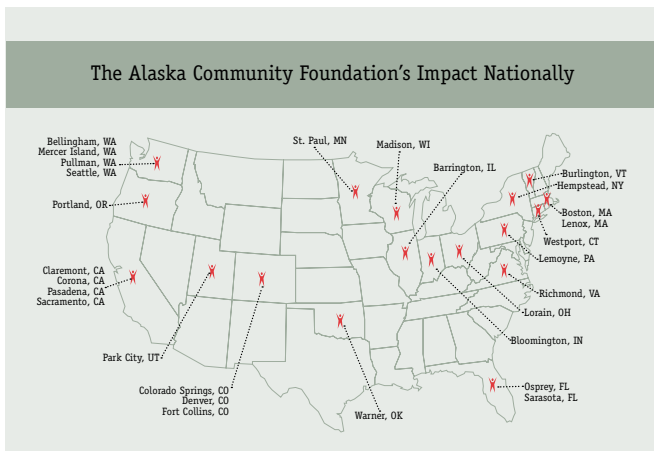 The Alaska Community Foundation's Impact Nationally
Bellingham, WA
Mercer Island, WA
Pullman, WA
Seattle, WA
Portland, OR
Claremont, CA
Corona, CA
Pasadena, CA
Sacramento, CA
Park City, UT
Colorado Springs, CO
Denver, CO
Fort Collins, CO
St. Paul, MN
Madison, WI
Barrington, IL
Warner, OK
Burlington, VT
Hempstead, NY
Boston, MA
Lenox, MA
Westport, CT
Lemoyne, PA
Richmond, VA
Lorain, OH
Bloomington, IN
Osprey, FL
Sarasota, FL